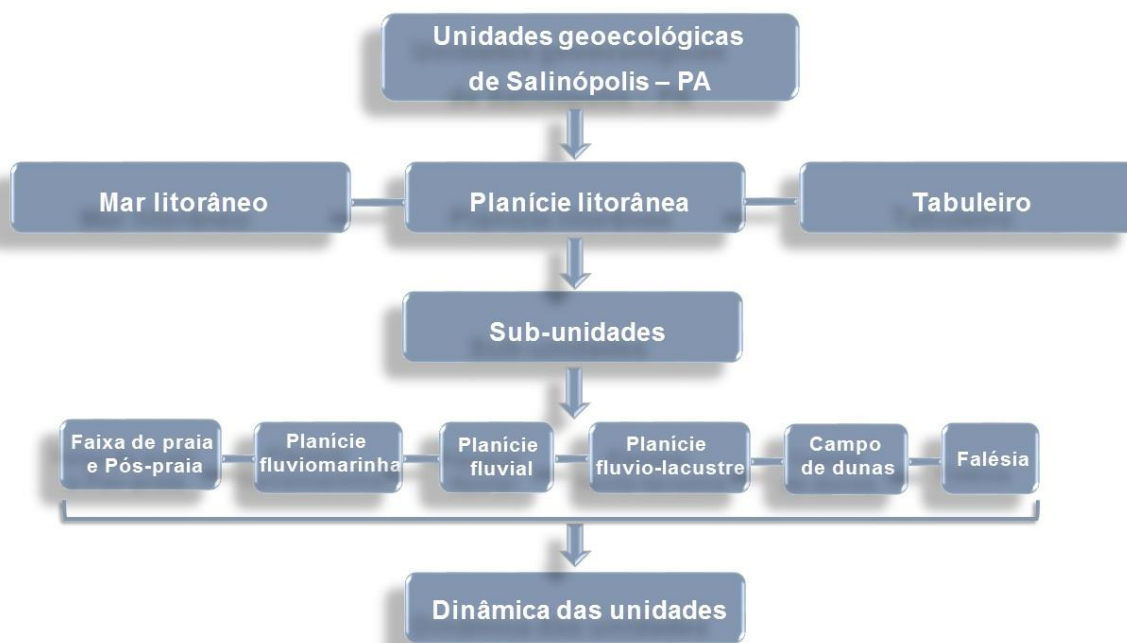 Unidades geoecológicas
de Salinópolis – PA
Mar litorâneo
Planície litorânea
Tabuleiro
Sub-unidades
Faixa de praia
e Pós-praia
Planície
fluviomarinha
Planície
fluvial
Planície
fluvio-lacustre
Campo
de dunas
Falésia
Dinâmica das unidades